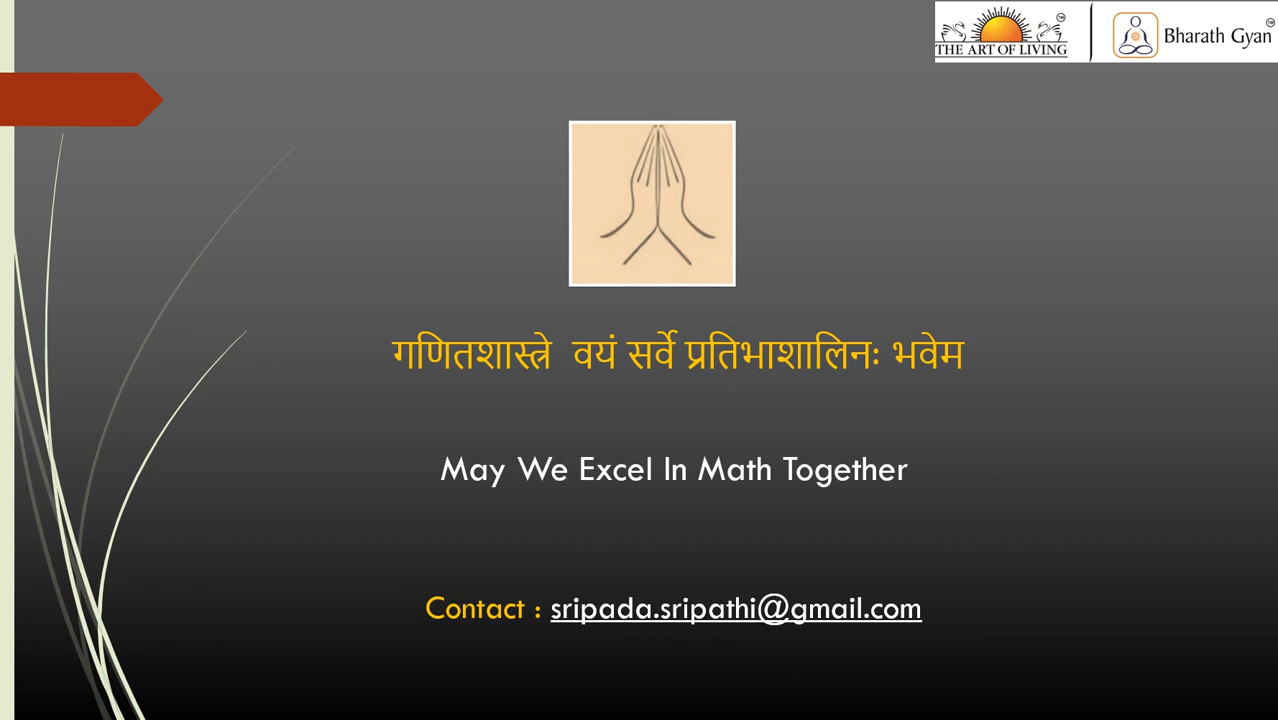 THE ART OF LIVING
Bharath Gyan
गणितशास्त्रे वयं सर्वे प्रतिभाशालिनः भवेम
May We Excel In Math Together
Contact : sripada.sripathi@gmail.com